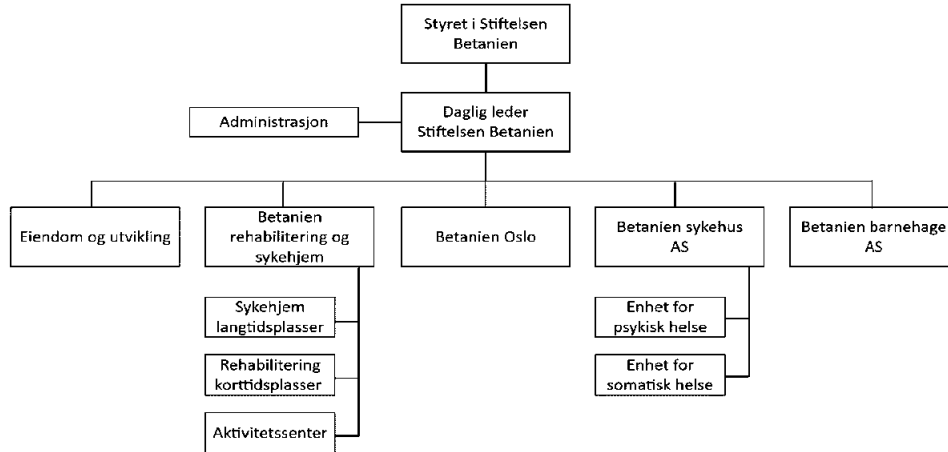 Styret i Stiftelsen
Betanien
Administrasjon
Daglig leder
Stiftelsen Betanien
Eiendom og utvikling
Betanien
rehabilitering og
sykehjem
Betanien Oslo
Betanien sykehus
AS
Betanien barnehage
AS
Sykehjem
langtidsplasser
Rehabilitering
korttidsplasser
Aktivitetssenter
Enhet for
psykisk helse
Enhet for
somatisk helse